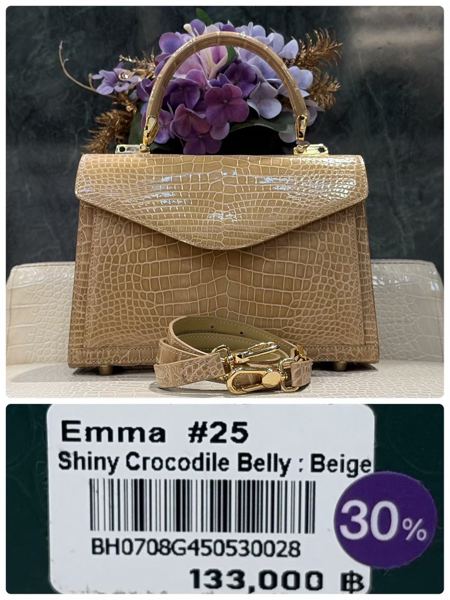 Emma #25
Shiny Crocodile Belly : Beige
30%
BH0708G450530028
133,000 ฿